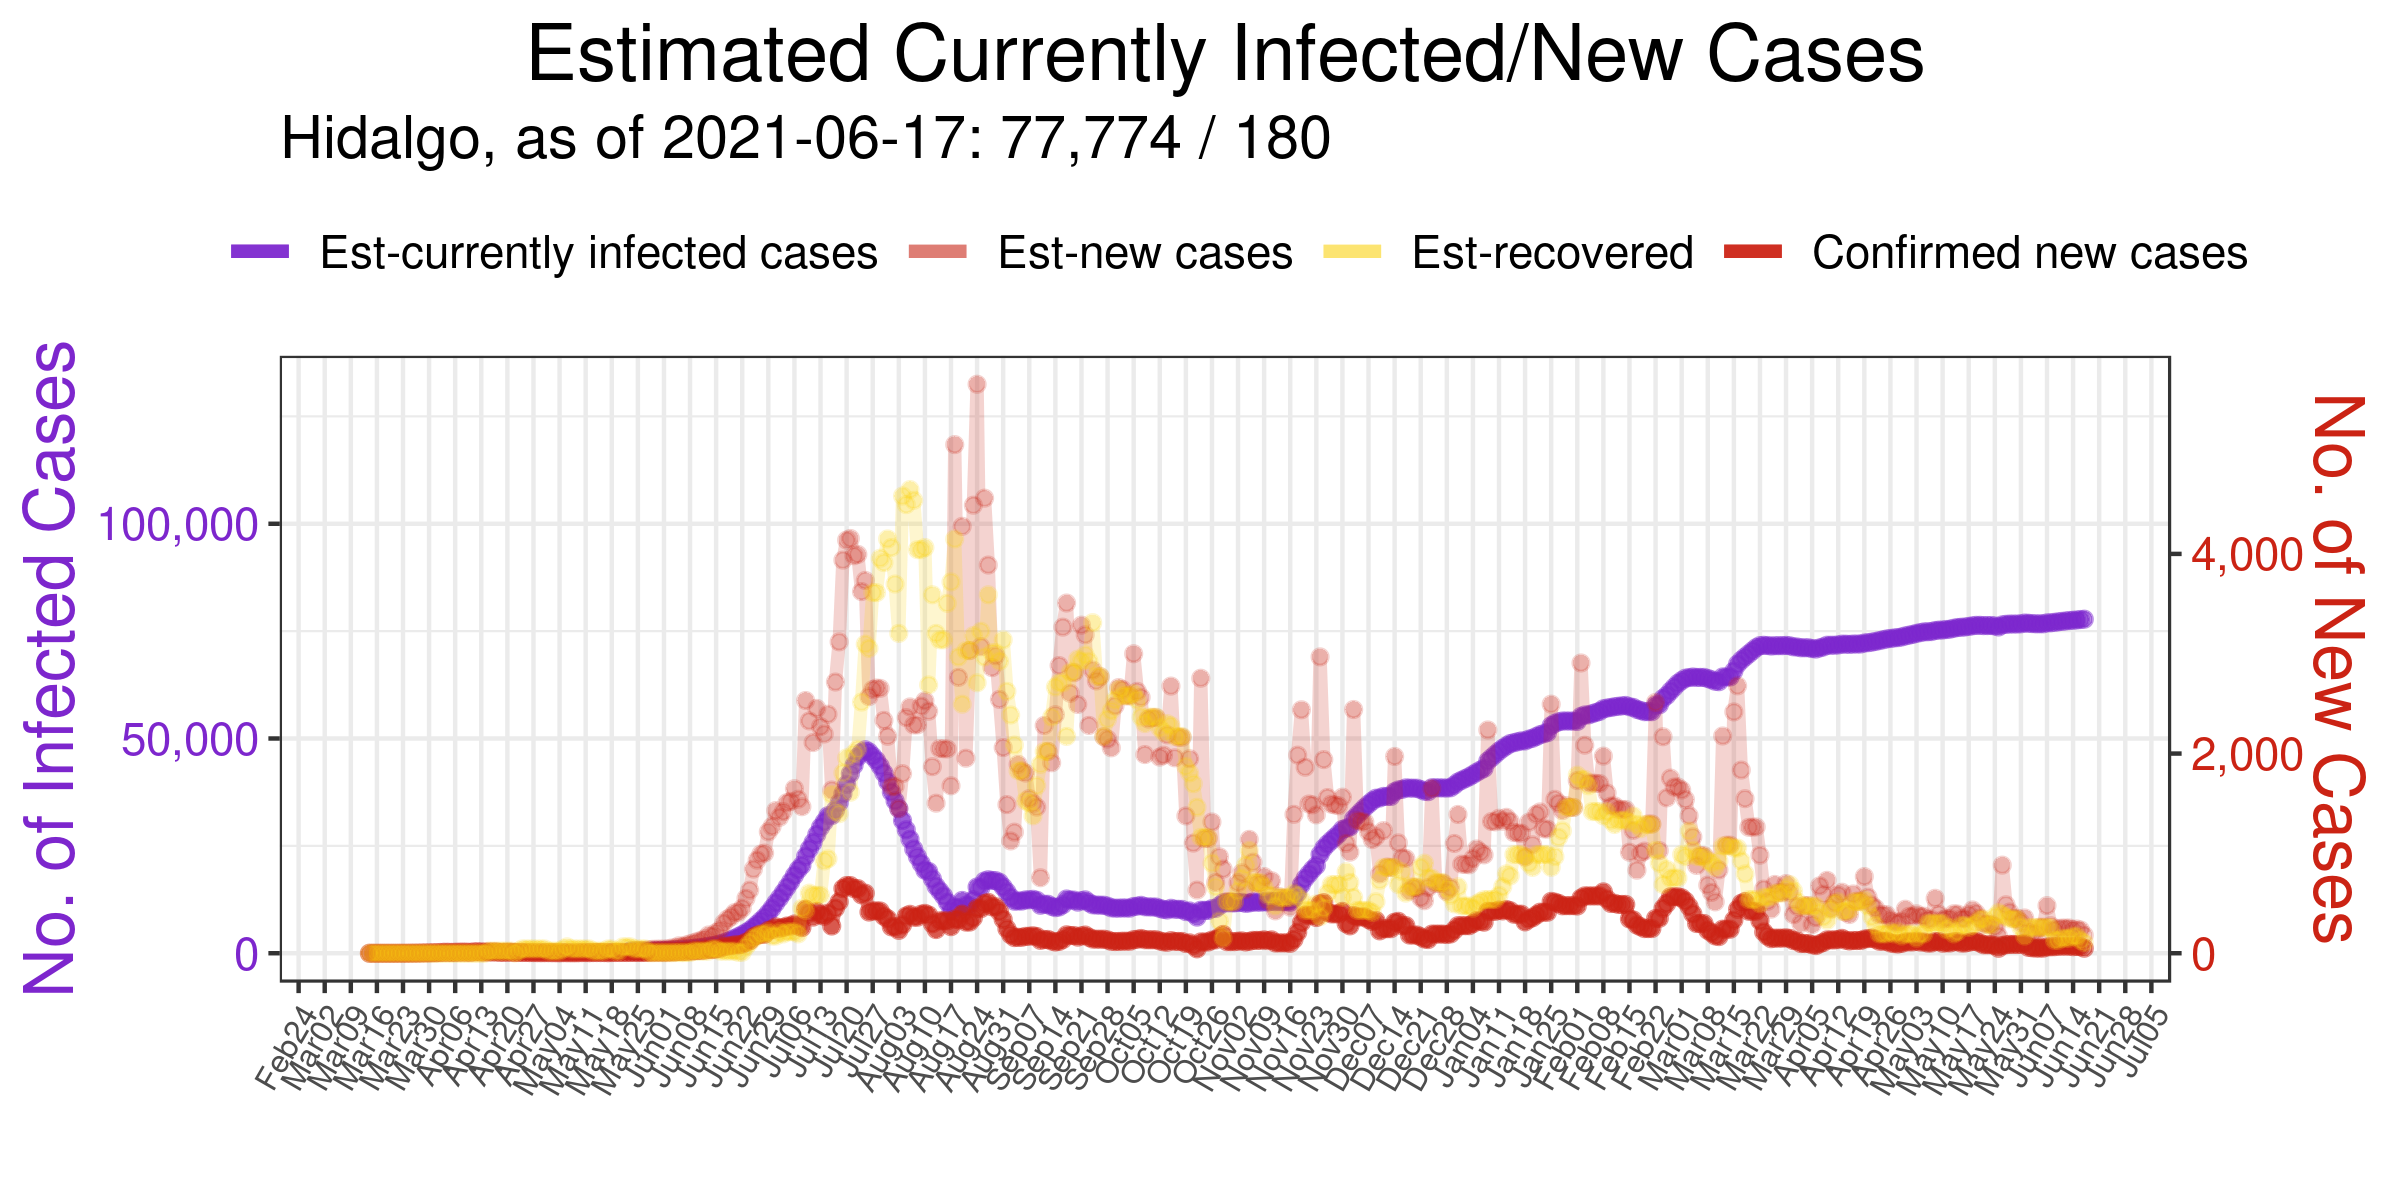 Estimated Currently Infected/New Cases
Hidalgo, as of 2021-06-17: 77,774 / 180
Est-currently infected cases
Est-new cases
Est-recovered
Confirmed new cases
No. of Infected Cases
100,000
50,000
0
4,000
2,000
0
No. of New Cases
Feb24
Mar02
Mar09
Mar16
Mar23
Mar30
Apr06
Apr13
Apr20
Apr27
May04
May11
May18
May25
Jun01
Jun08
Jun15
Jun22
Jun29
Jul06
Jul13
Jul20
Jul27
Aug03
Aug10
Aug17
Aug24
Aug31
Sep07
Sep14
Sep21
Sep28
Oct05
Oct12
Oct19
Oct26
Nov02
Nov09
Nov16
Nov23
Nov30
Dec07
Dec14
Dec21
Dec28
Jan04
Jan11
Jan18
Jan25
Feb01
Feb08
Feb15
Feb22
Mar01
Mar08
Mar15
Mar22
Mar29
Apr05
Apr12
Apr19
Apr26
May03
May10
May17
May24
May31
Jun07
Jun14
Jun21
Jun28
Jul05